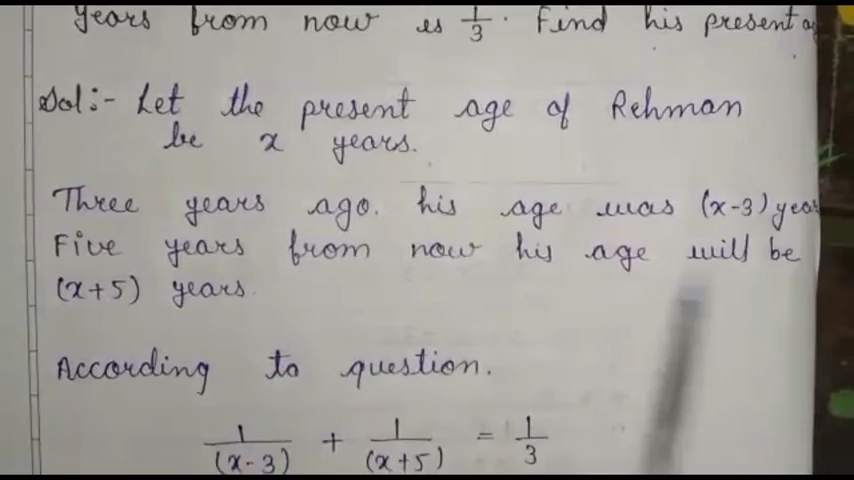 years from now is 1/3. Find his present ag
Sol:- Let the present age of Rehman
be x years.
Three years ago. his age was (x-3) year
Five years from now his age will be
(x+5) years.
According to question.
1/(x-3) + 1/(x+5) = 1/3